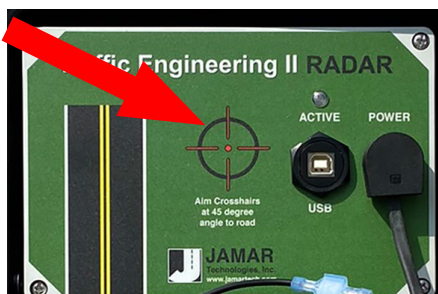 Traffic Engineering II RADAR
ACTIVE
POWER
Aim Crosshairs
at 45 degree
angle to road
USB
JAMAR
Technologies, Inc.
www.jamartech.com